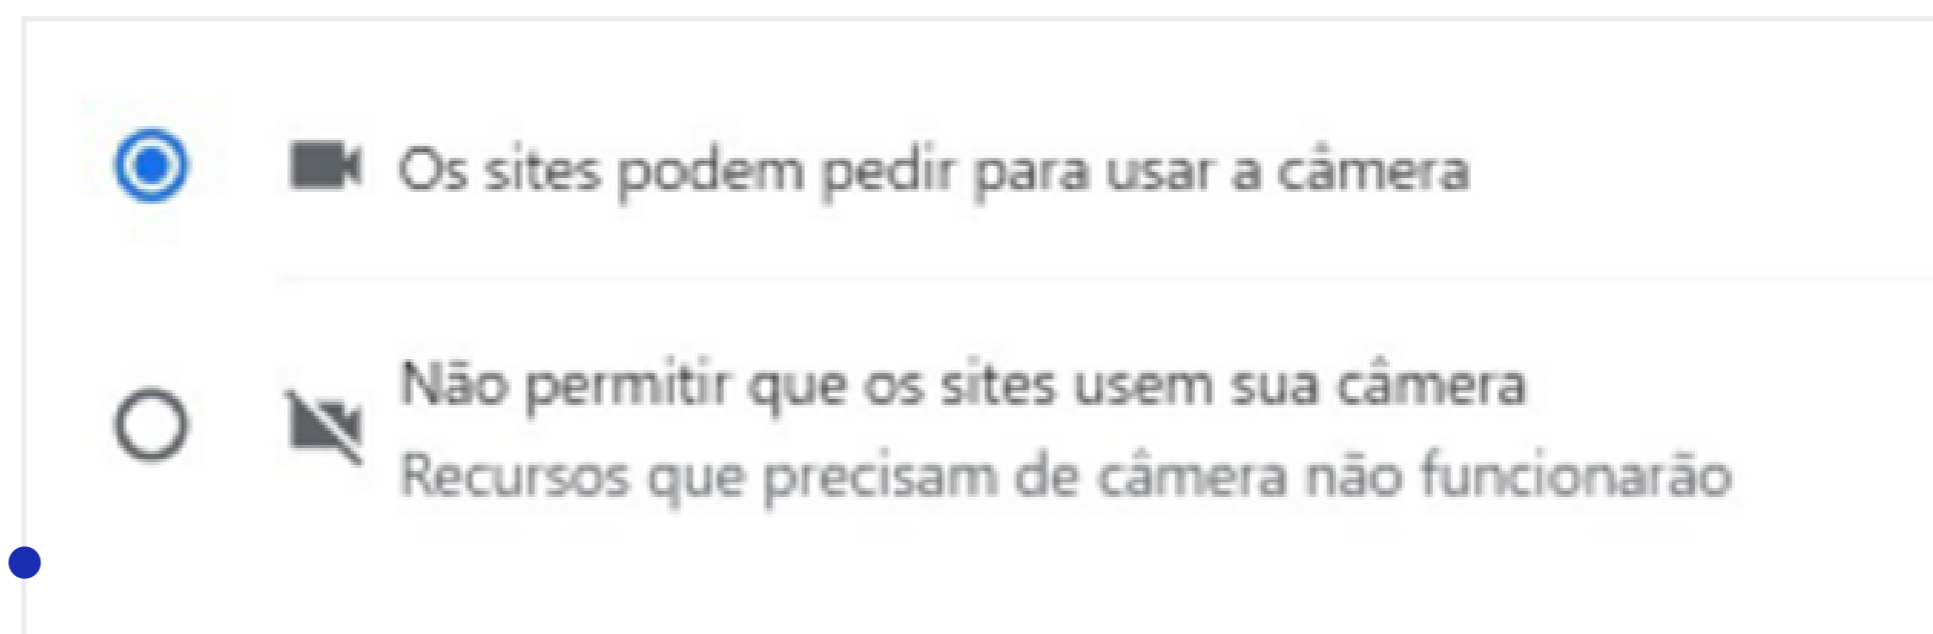 Os sites podem pedir para usar a câmera
Não permitir que os sites usem sua câmera
Recursos que precisam de câmera não funcionarão